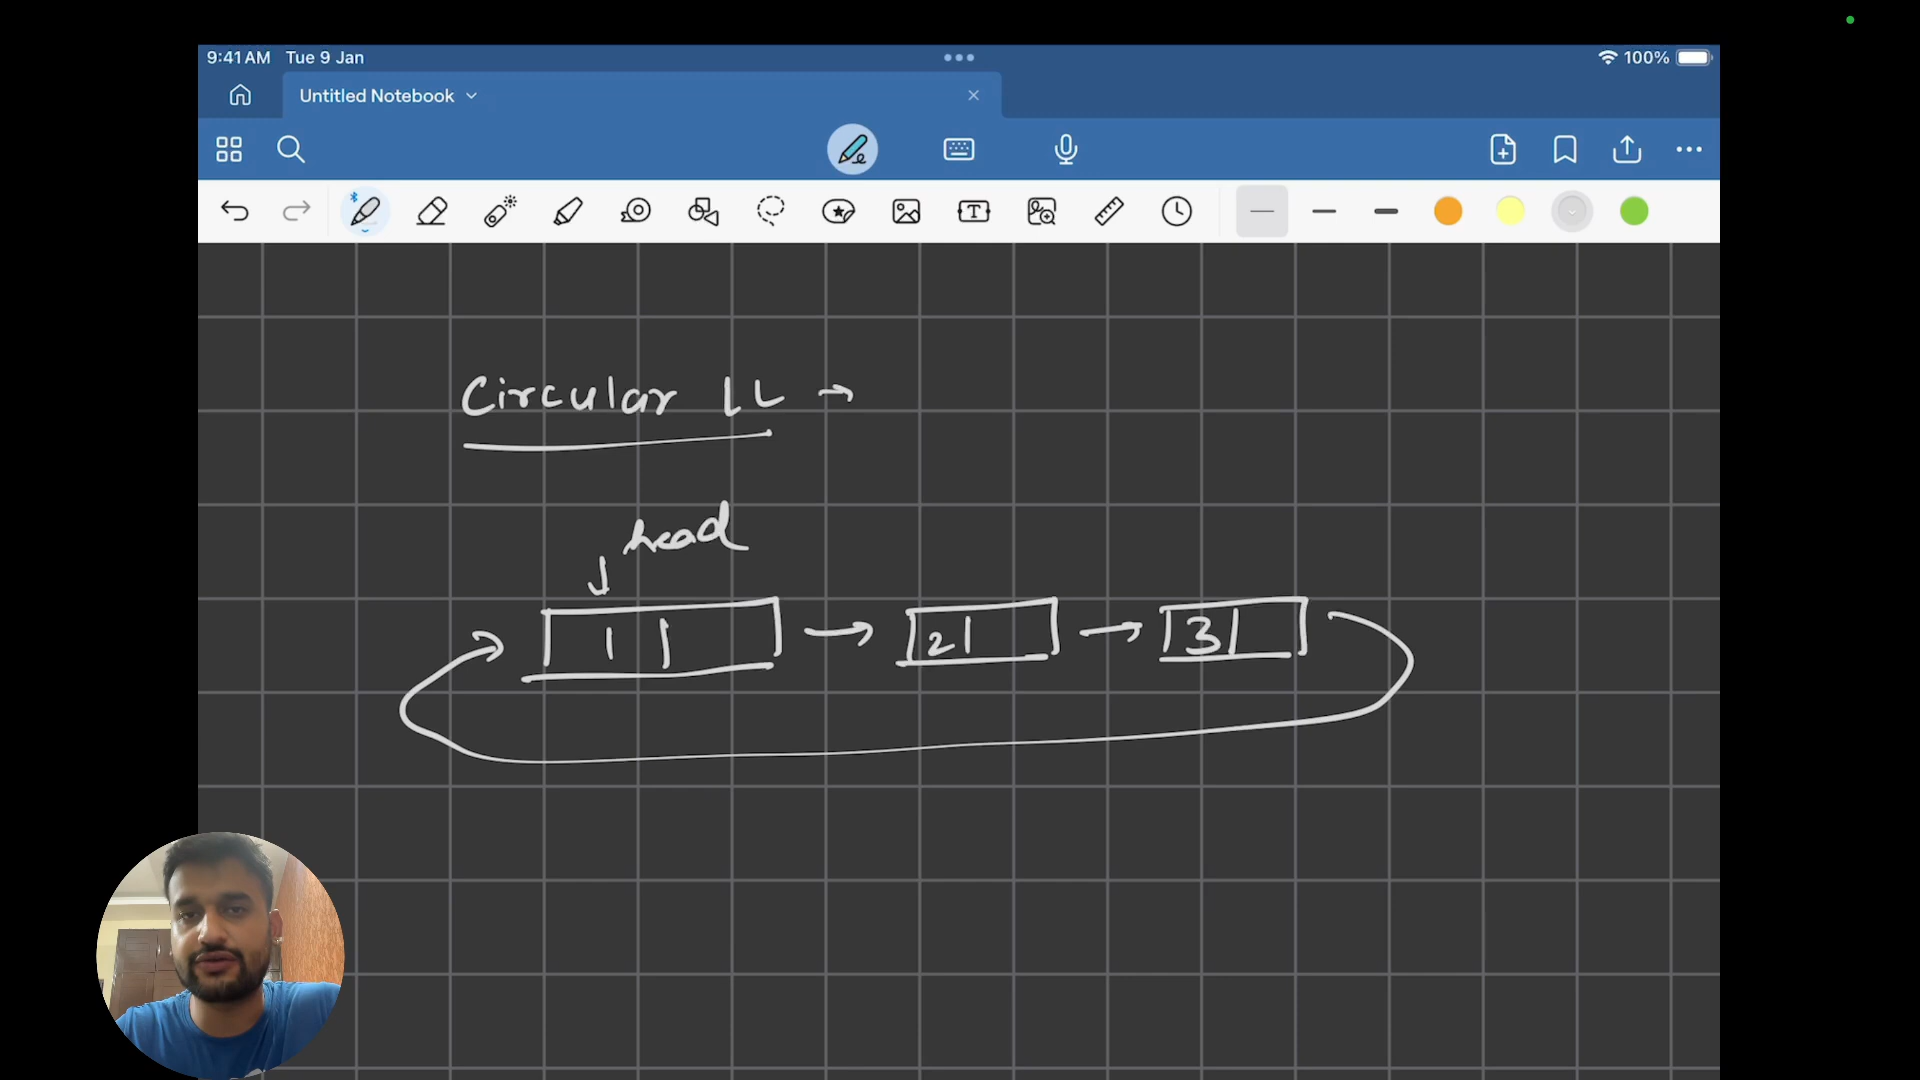 9:41 AM Tue 9 Jan 100%
Untitled Notebook
Circular LL →
head
1 → 2 → 3